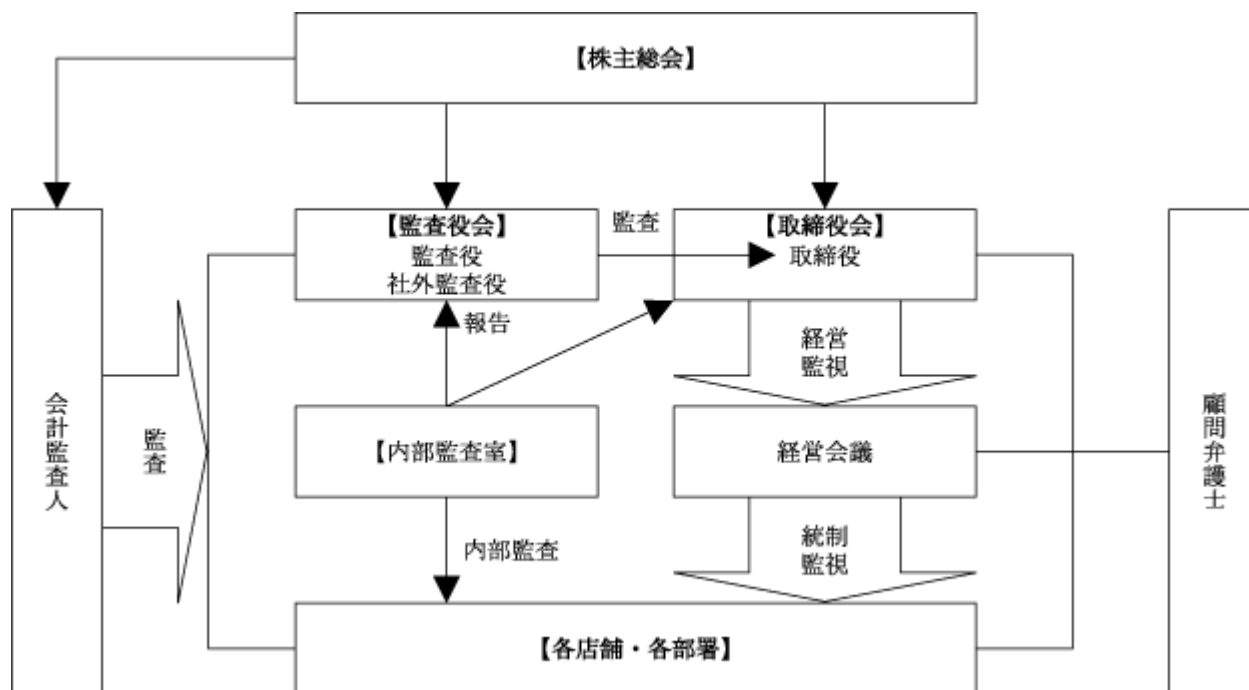 【株主総会】
【監査役会】
監査役
社外監査役
監査
【取締役会】
取締役
報告
経営
監視
会計監査人
監査
【内部監査室】
経営会議
顧問弁護士
内部監査
統制
監視
【各店舗・各部署】